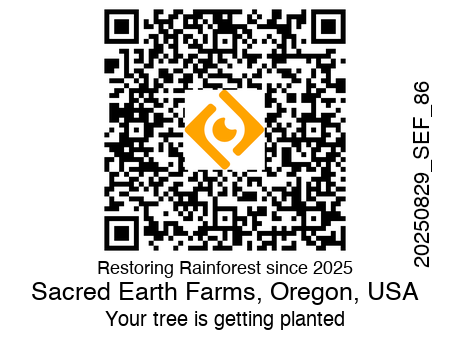 Restoring Rainforest since 2025
Sacred Earth Farms, Oregon, USA
Your tree is getting planted
20250829_SEF_86